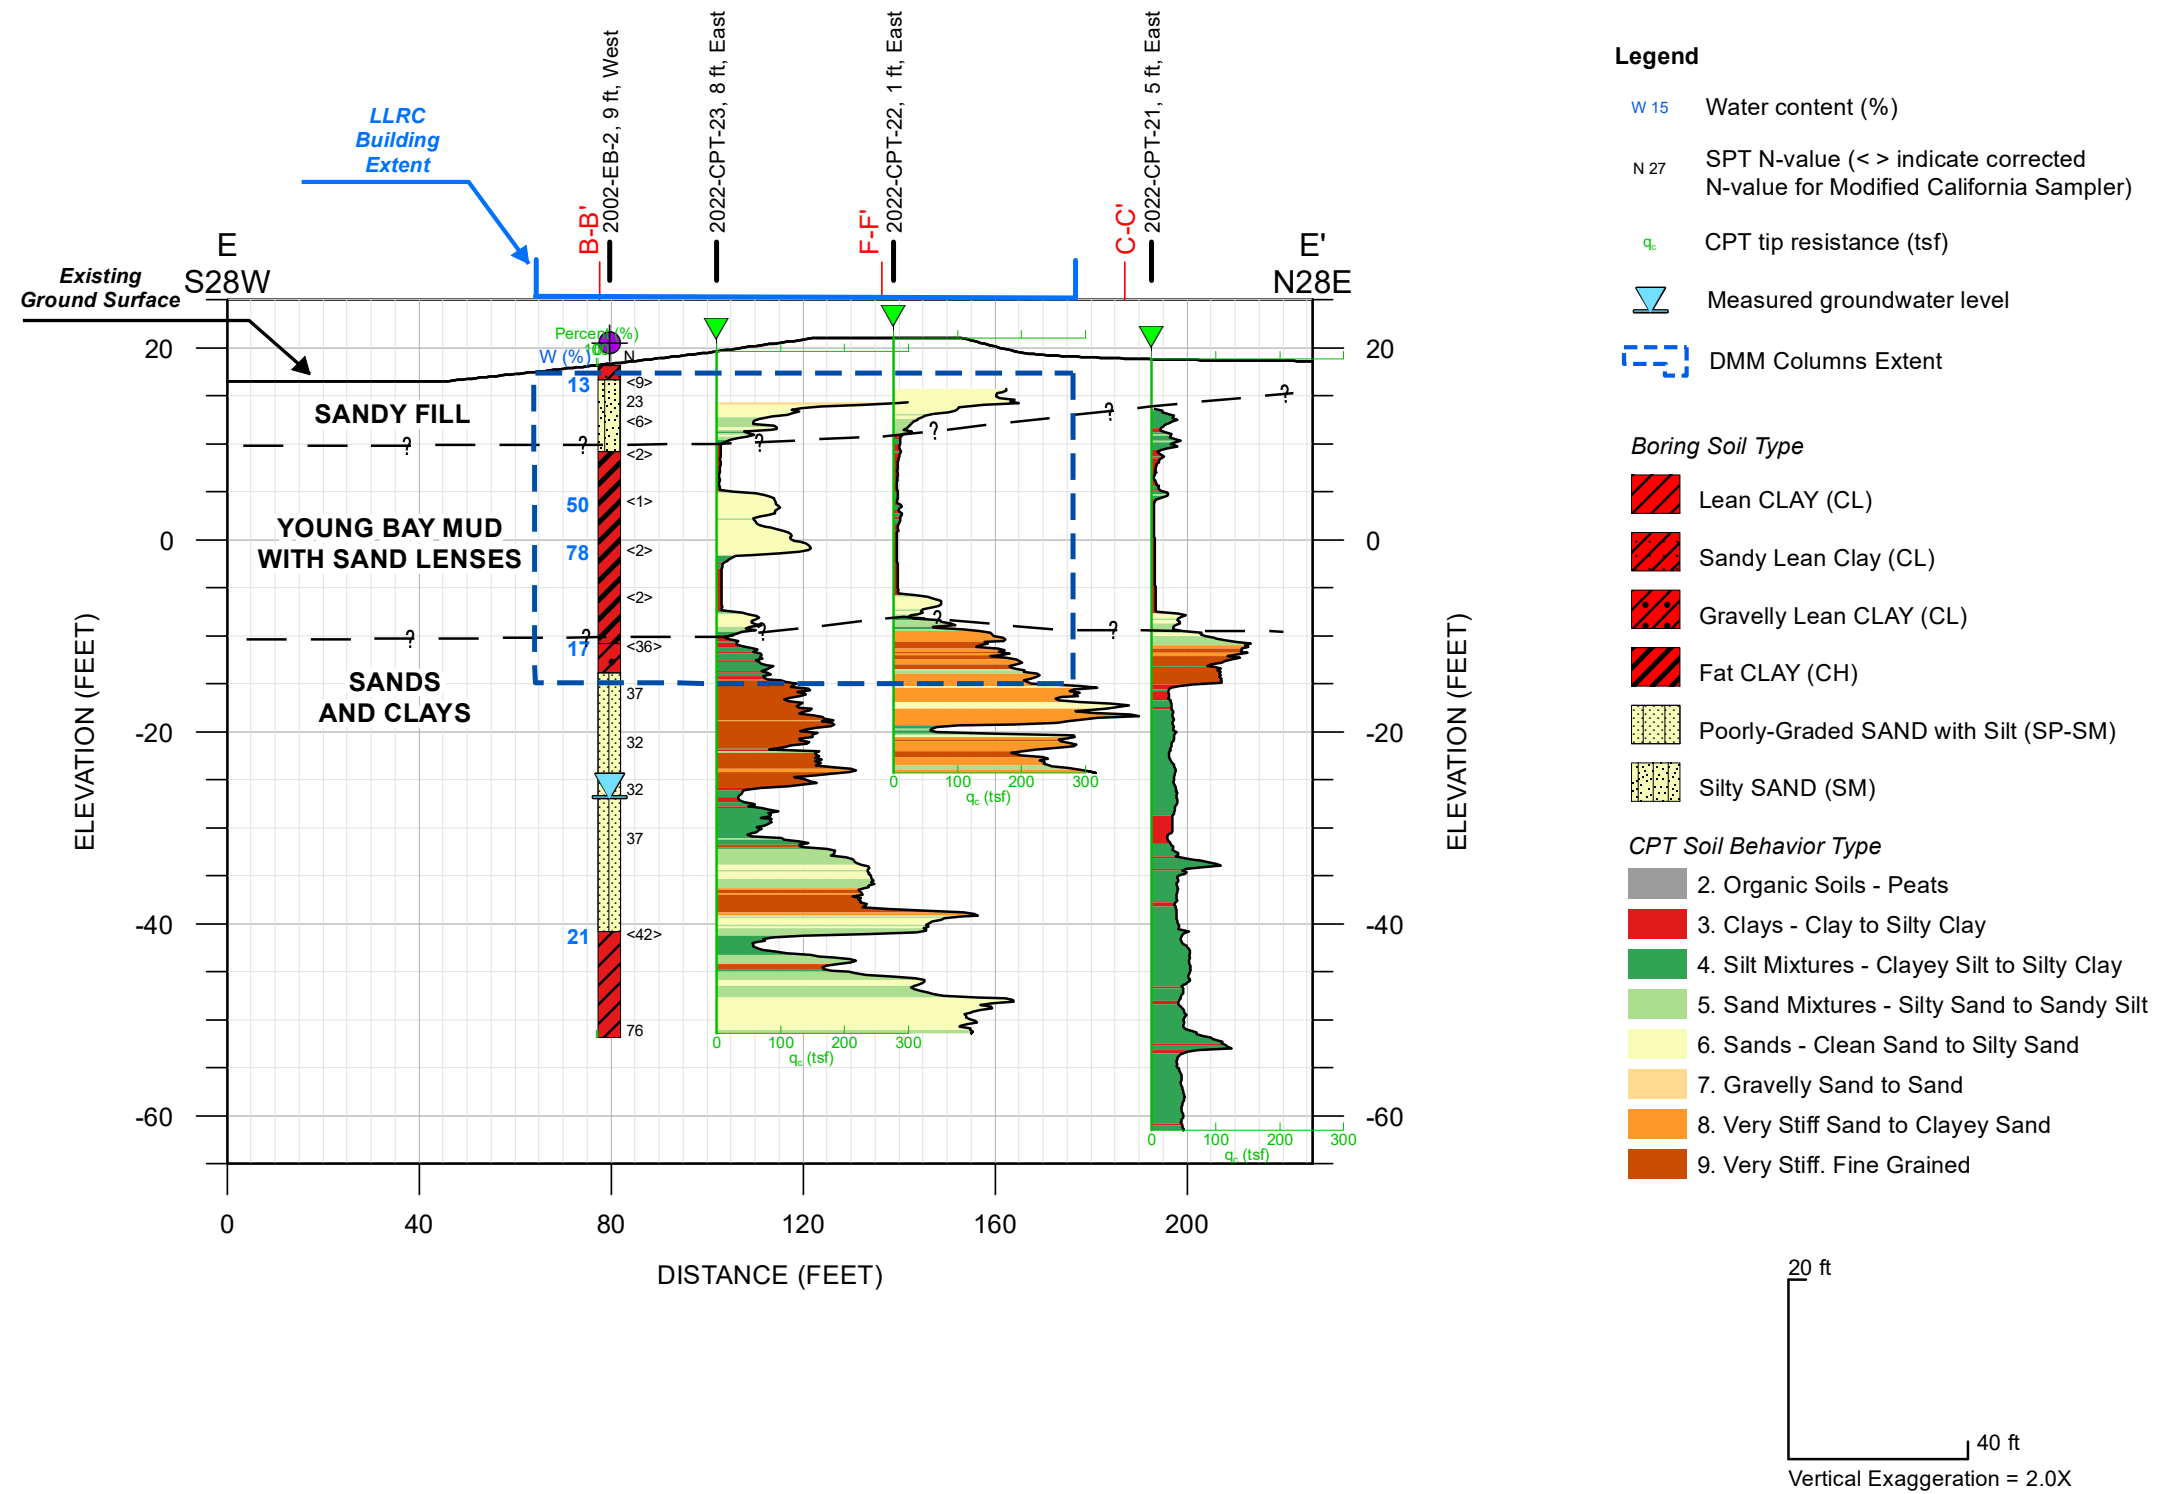 2002-EB-2, 9 ft, West
2022-CPT-23, 8 ft, East
2022-CPT-22, 1 ft, East
2022-CPT-21, 5 ft, East
LLRC
Building
Extent
B-B'
F-F'
C-C'
E
S28W
E'
N28E
Existing
Ground Surface
Percent (%)
W (%)
N
20
0
-20
-40
-60
ELEVATION (FEET)
SANDY FILL
YOUNG BAY MUD
WITH SAND LENSES
SANDS
AND CLAYS
13
50
78
17
21
<9>
23
<6>
<2>
<1>
<2>
<2>
<36>
37
32
32
37
<42>
76
? ? ? ? ? ?
? ? ? ? ?
0 100 200 300
qc (tsf)
0 100 200 300
qc (tsf)
0 100 200 300
qc (tsf)
20
0
-20
-40
-60
ELEVATION (FEET)
0 40 80 120 160 200
DISTANCE (FEET)
Legend
W 15 Water content (%)
N 27 SPT N-value (< > indicate corrected
N-value for Modified California Sampler)
qc CPT tip resistance (tsf)
Measured groundwater level
DMM Columns Extent
Boring Soil Type
Lean CLAY (CL)
Sandy Lean Clay (CL)
Gravelly Lean CLAY (CL)
Fat CLAY (CH)
Poorly-Graded SAND with Silt (SP-SM)
Silty SAND (SM)
CPT Soil Behavior Type
2. Organic Soils - Peats
3. Clays - Clay to Silty Clay
4. Silt Mixtures - Clayey Silt to Silty Clay
5. Sand Mixtures - Silty Sand to Sandy Silt
6. Sands - Clean Sand to Silty Sand
7. Gravelly Sand to Sand
8. Very Stiff Sand to Clayey Sand
9. Very Stiff. Fine Grained
20 ft
40 ft
Vertical Exaggeration = 2.0X